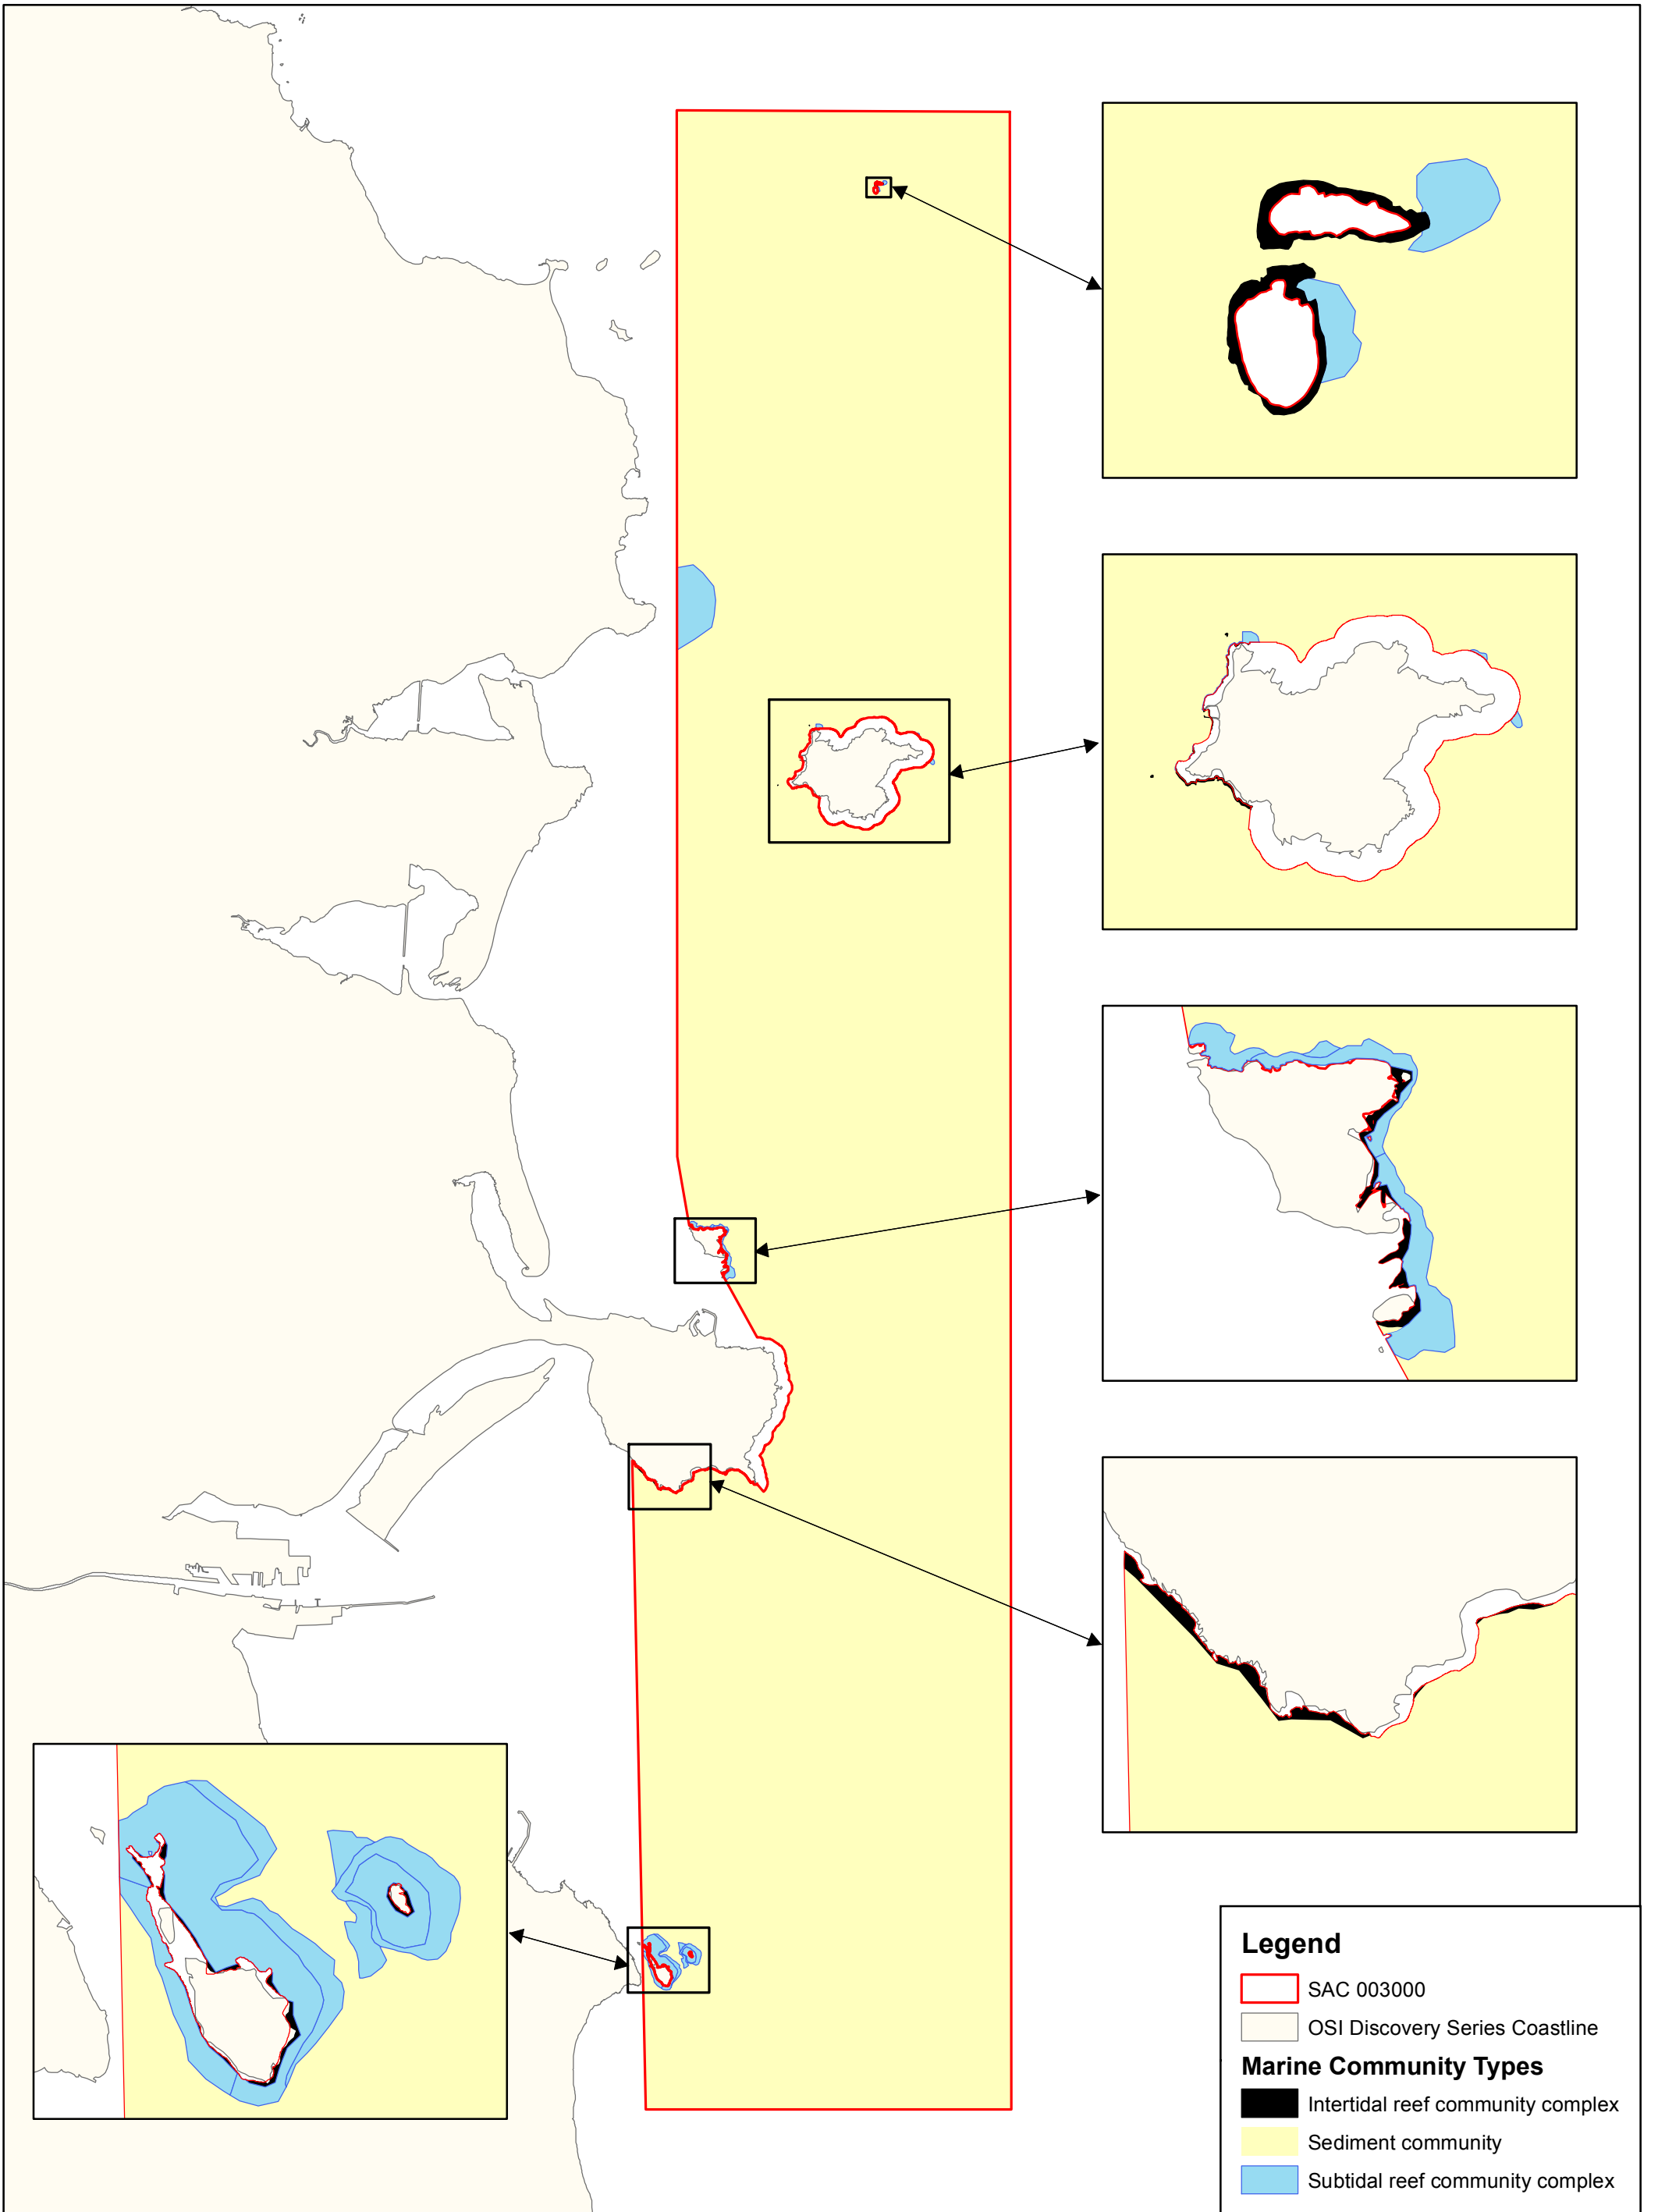 Legend
SAC 003000
OSI Discovery Series Coastline
Marine Community Types
Intertidal reef community complex
Sediment community
Subtidal reef community complex